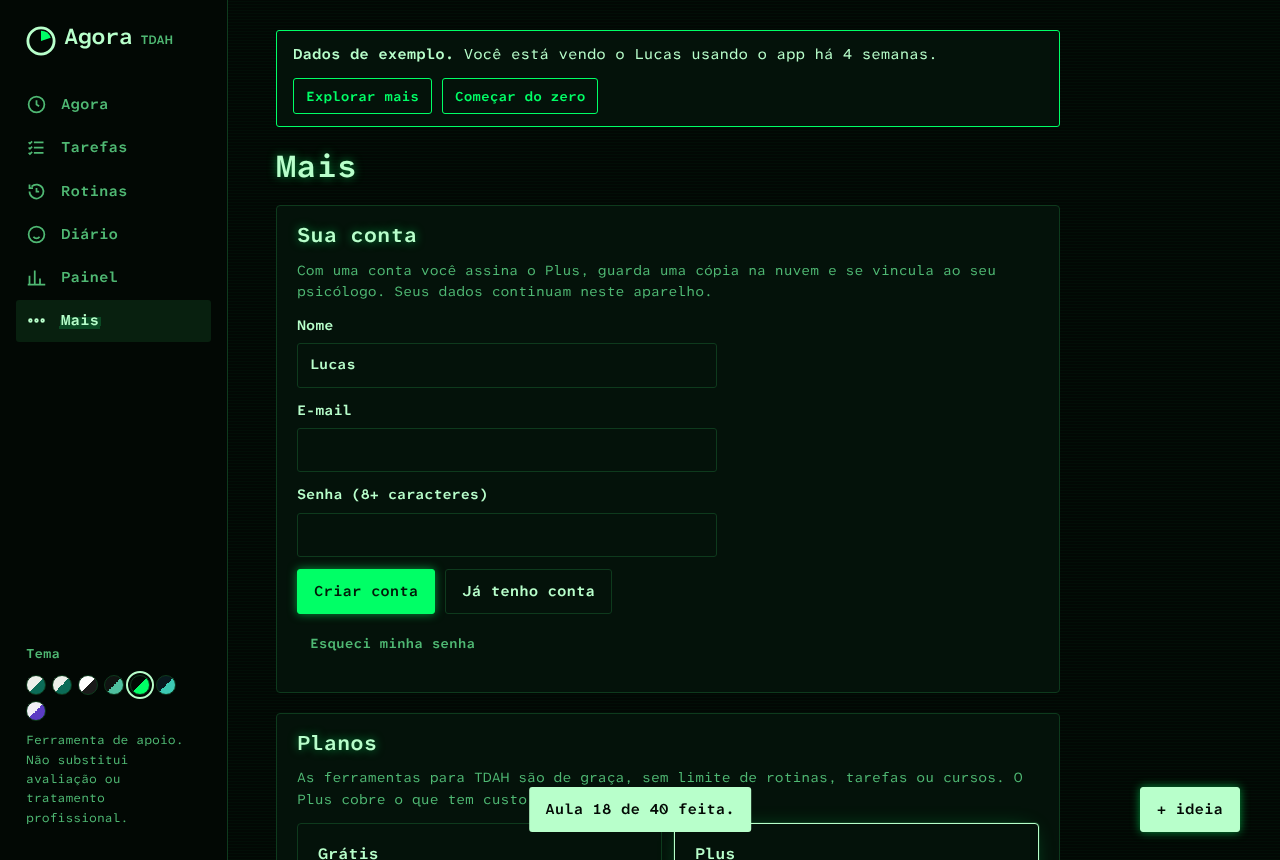 Agora TDAH
Agora
Tarefas
Rotinas
Diário
Painel
Mais
Tema
Ferramenta de apoio.
Não substitui
avaliação ou
tratamento
profissional.
Dados de exemplo. Você está vendo o Lucas usando o app há 4 semanas.
Explorar mais
Começar do zero
Mais
Sua conta
Com uma conta você assina o Plus, guarda uma cópia na nuvem e se vincula ao seu
psicólogo. Seus dados continuam neste aparelho.
Nome
Lucas
E-mail
Senha (8+ caracteres)
Criar conta
Já tenho conta
Esqueci minha senha
Planos
As ferramentas para TDAH são de graça, sem limite de rotinas, tarefas ou cursos. O
Plus cobre o que tem custo
Aula 18 de 40 feita.
+ ideia
Grátis
Plus